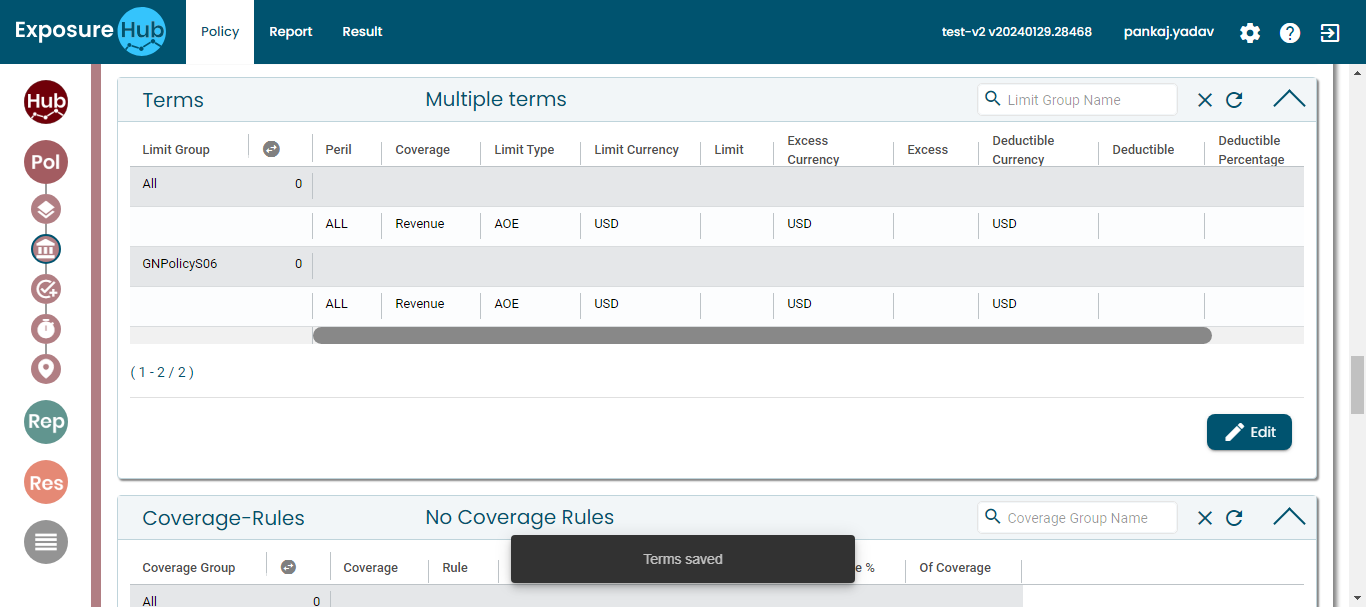 Exposure Hub Policy Report Result test-v2 v20240129.28468 pankaj.yadav
Hub
Pol
Rep
Res
Terms Multiple terms Limit Group Name
Limit Group Peril Coverage Limit Type Limit Currency Limit Excess Currency Excess Deductible Currency Deductible Deductible Percentage
All 0
ALL Revenue AOE USD USD USD
GNPolicyS06 0
ALL Revenue AOE USD USD USD
( 1 - 2 / 2 )
Edit
Coverage-Rules No Coverage Rules Coverage Group Name
Terms saved
Coverage Group Coverage Rule e % Of Coverage
All 0